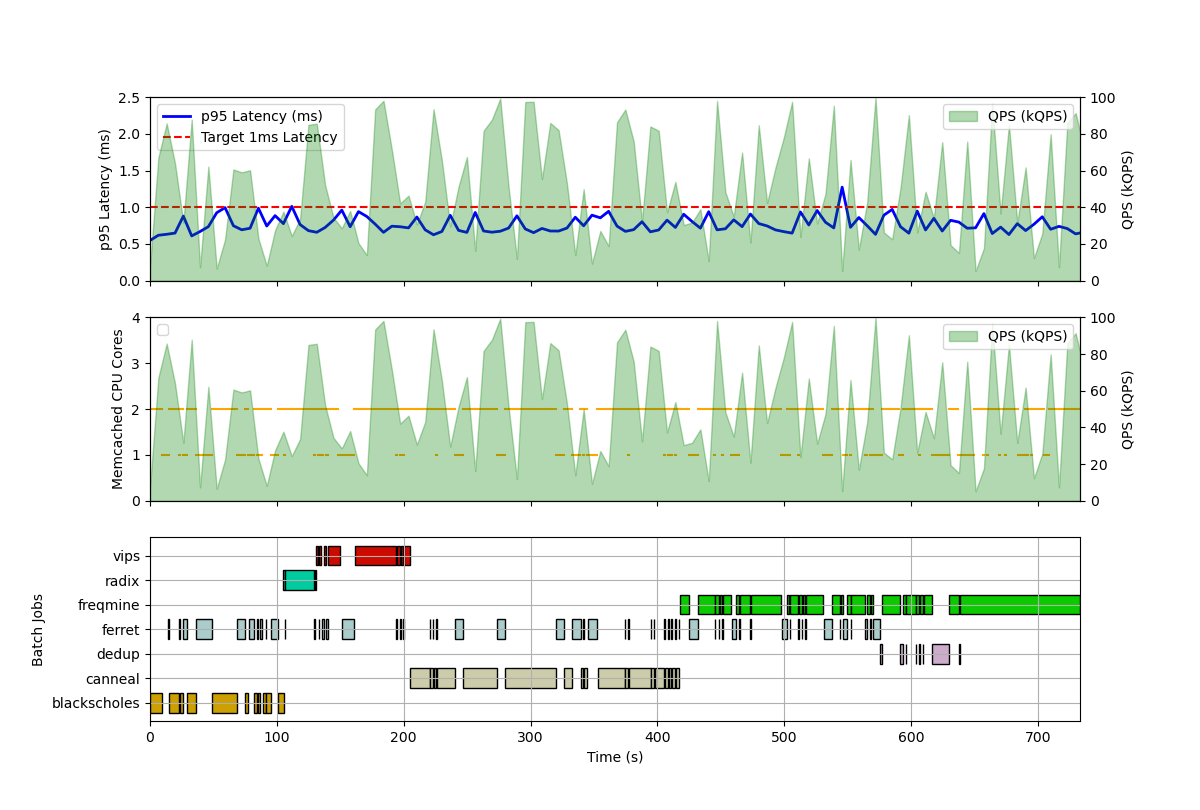 2.5
2.0
1.5
1.0
0.5
0.0
p95 Latency (ms)
p95 Latency (ms)
Target 1ms Latency
QPS (kQPS)
100
80
60
40
20
0
QPS (kQPS)
4
3
2
1
0
Memcached CPU Cores
QPS (kQPS)
100
80
60
40
20
0
QPS (kQPS)
Batch Jobs
vips
radix
freqmine
ferret
dedup
canneal
blackscholes
0 100 200 300 400 500 600 700
Time (s)